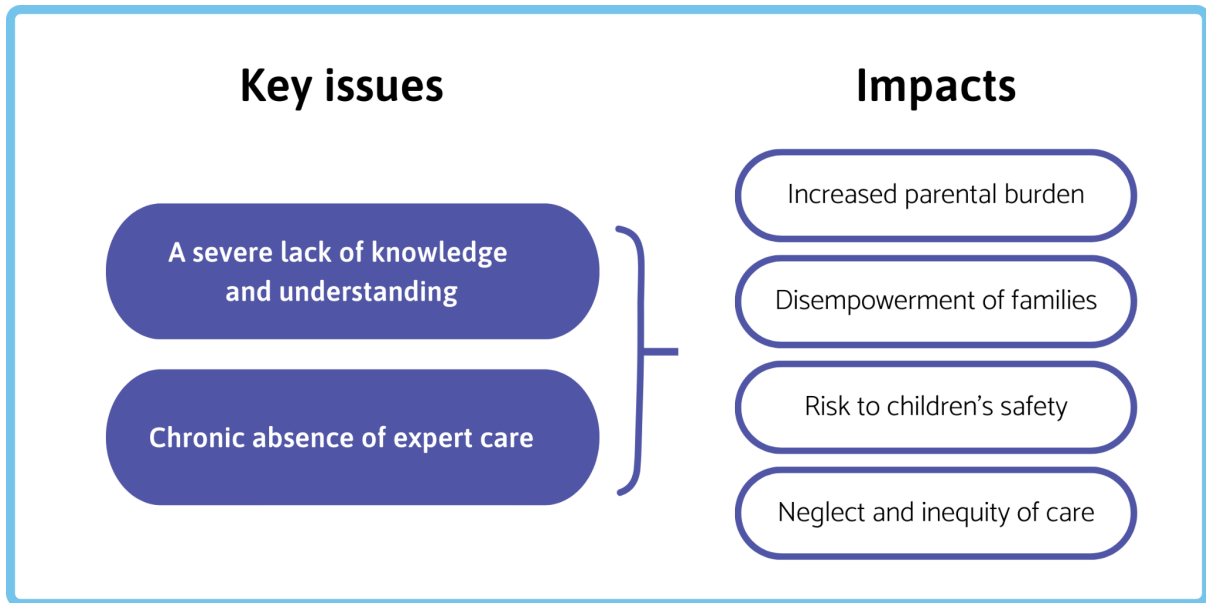 Key issues
A severe lack of knowledge
and understanding
Chronic absence of expert care
Impacts
Increased parental burden
Disempowerment of families
Risk to children’s safety
Neglect and inequity of care